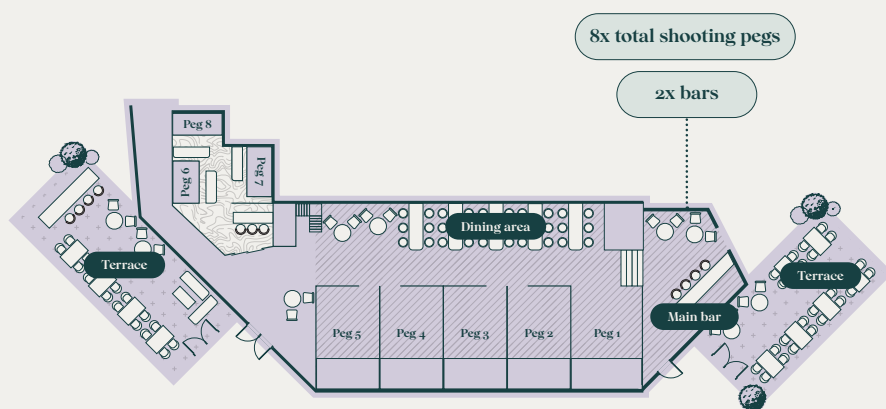 8x total shooting pegs
2x bars
Peg 8
Peg 6
Peg 7
Dining area
Terrace
Terrace
Main bar
Peg 5
Peg 4
Peg 3
Peg 2
Peg 1